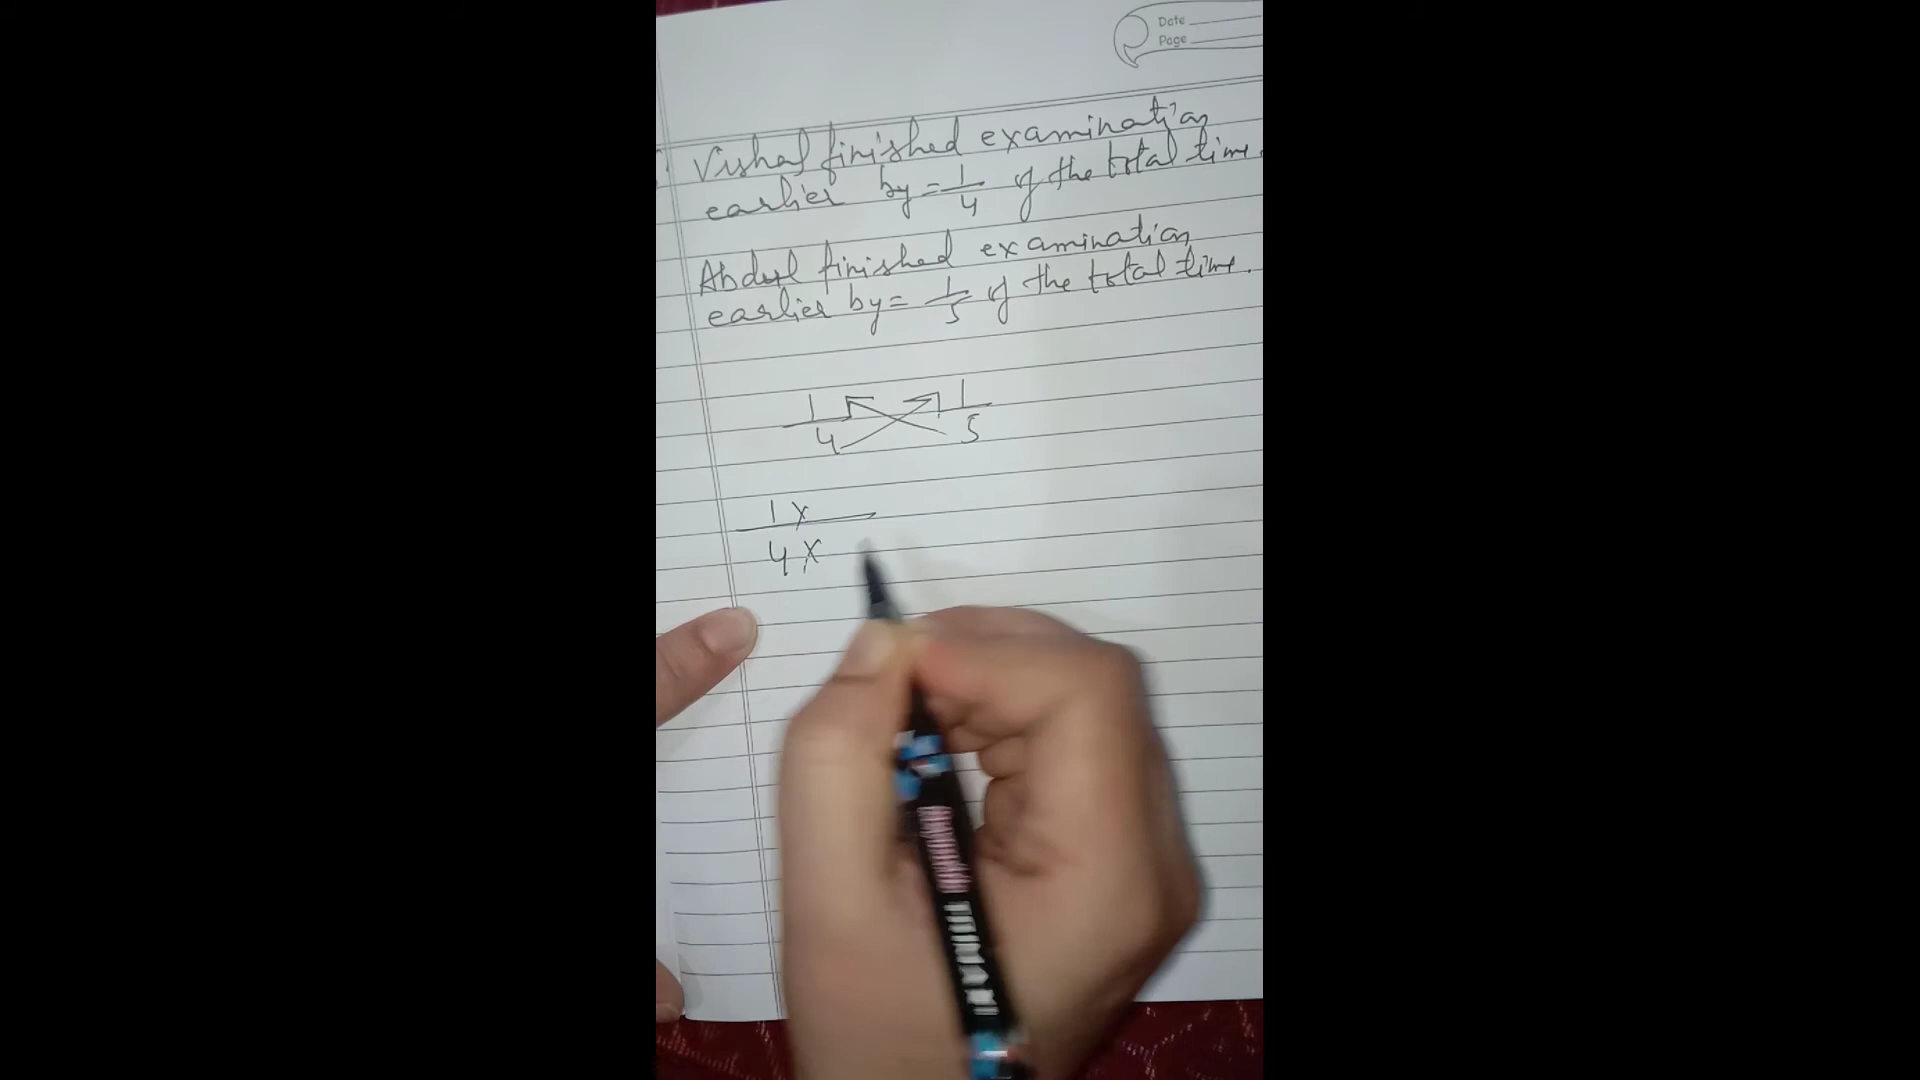 Date
Page
Vishal finished examination
earlier by = 1/4 of the total time.
Abdul finished examination
earlier by = 1/5 of the total time.
1/4 1/5
1 x
4 x